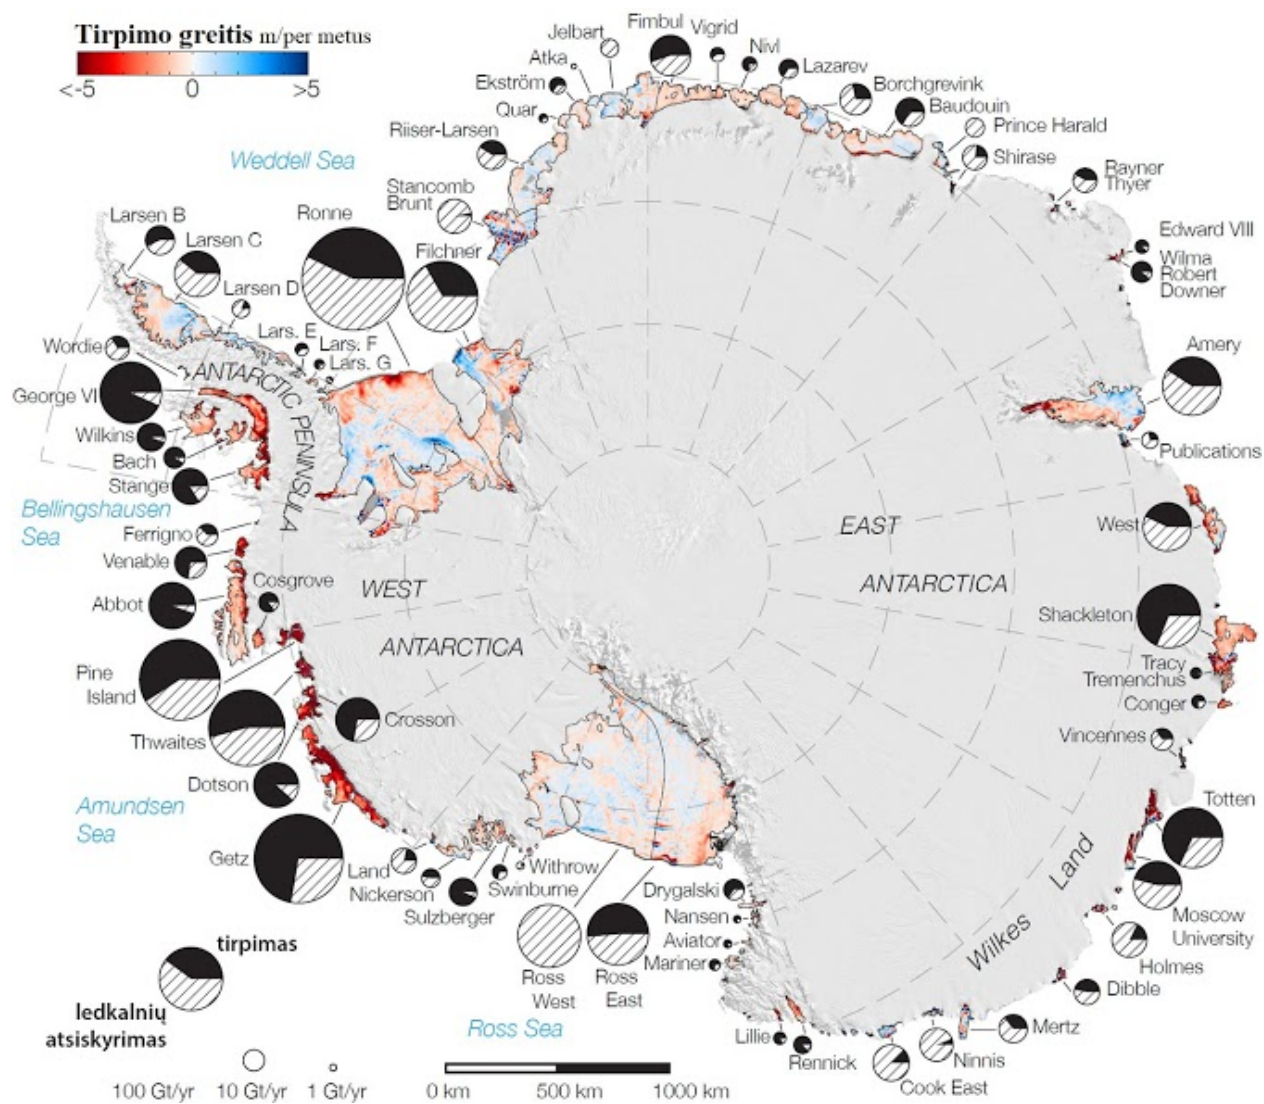 Tirpimo greitis m/per metus
<-5
0
>5
Jelbart
Fimbul
Vigrid
Nivl
Lazarev
Atka
Ekström
Quar
Borchgrevink
Baudouin
Prince Harald
Shirase
Riiser-Larsen
Stancomb
Brunt
Rayner
Thyer
Weddell Sea
Edward VIII
Wilma
Robert
Downer
Larsen B
Larsen C
Larsen D
Ronne
Filchner
Lars. E
Lars. F
Lars. G
Wordie
George VI
Wilkins
Bach
Stange
ANTARCTIC PENINSULA
Amery
Publications
Bellingshausen
Sea
Ferrigno
Venable
Abbot
Cosgrove
WEST
ANTARCTICA
EAST
ANTARCTICA
West
Shackleton
Tracy
Tremenchus
Conger
Vincennes
Pine
Island
Thwaites
Crosson
Dotson
Getz
Amundsen
Sea
Totten
Moscow
University
Holmes
Dibble
Wilkes Land
Land
Nickerson
Sulzberger
Swinburne
Withrow
Ross
West
Ross
East
Drygalski
Nansen
Aviator
Mariner
Lillie
Rennick
Cook East
Ninnis
Mertz
Ross Sea
tirpimas
ledkalnių
atsiskyrimas
100 Gt/yr
10 Gt/yr
1 Gt/yr
0 km
500 km
1000 km